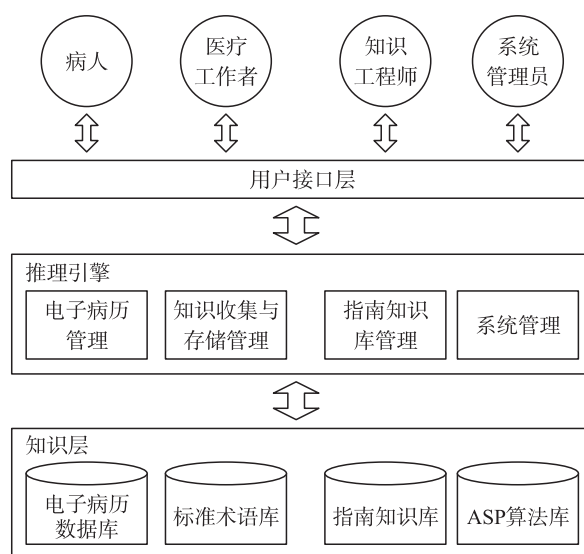 病人
医疗
工作者
知识
工程师
系统
管理员
用户接口层
推理引擎
电子病历
管理
知识收集与
存储管理
指南知识
库管理
系统管理
知识层
电子病历
数据库
标准术语库
指南知识库
ASP算法库